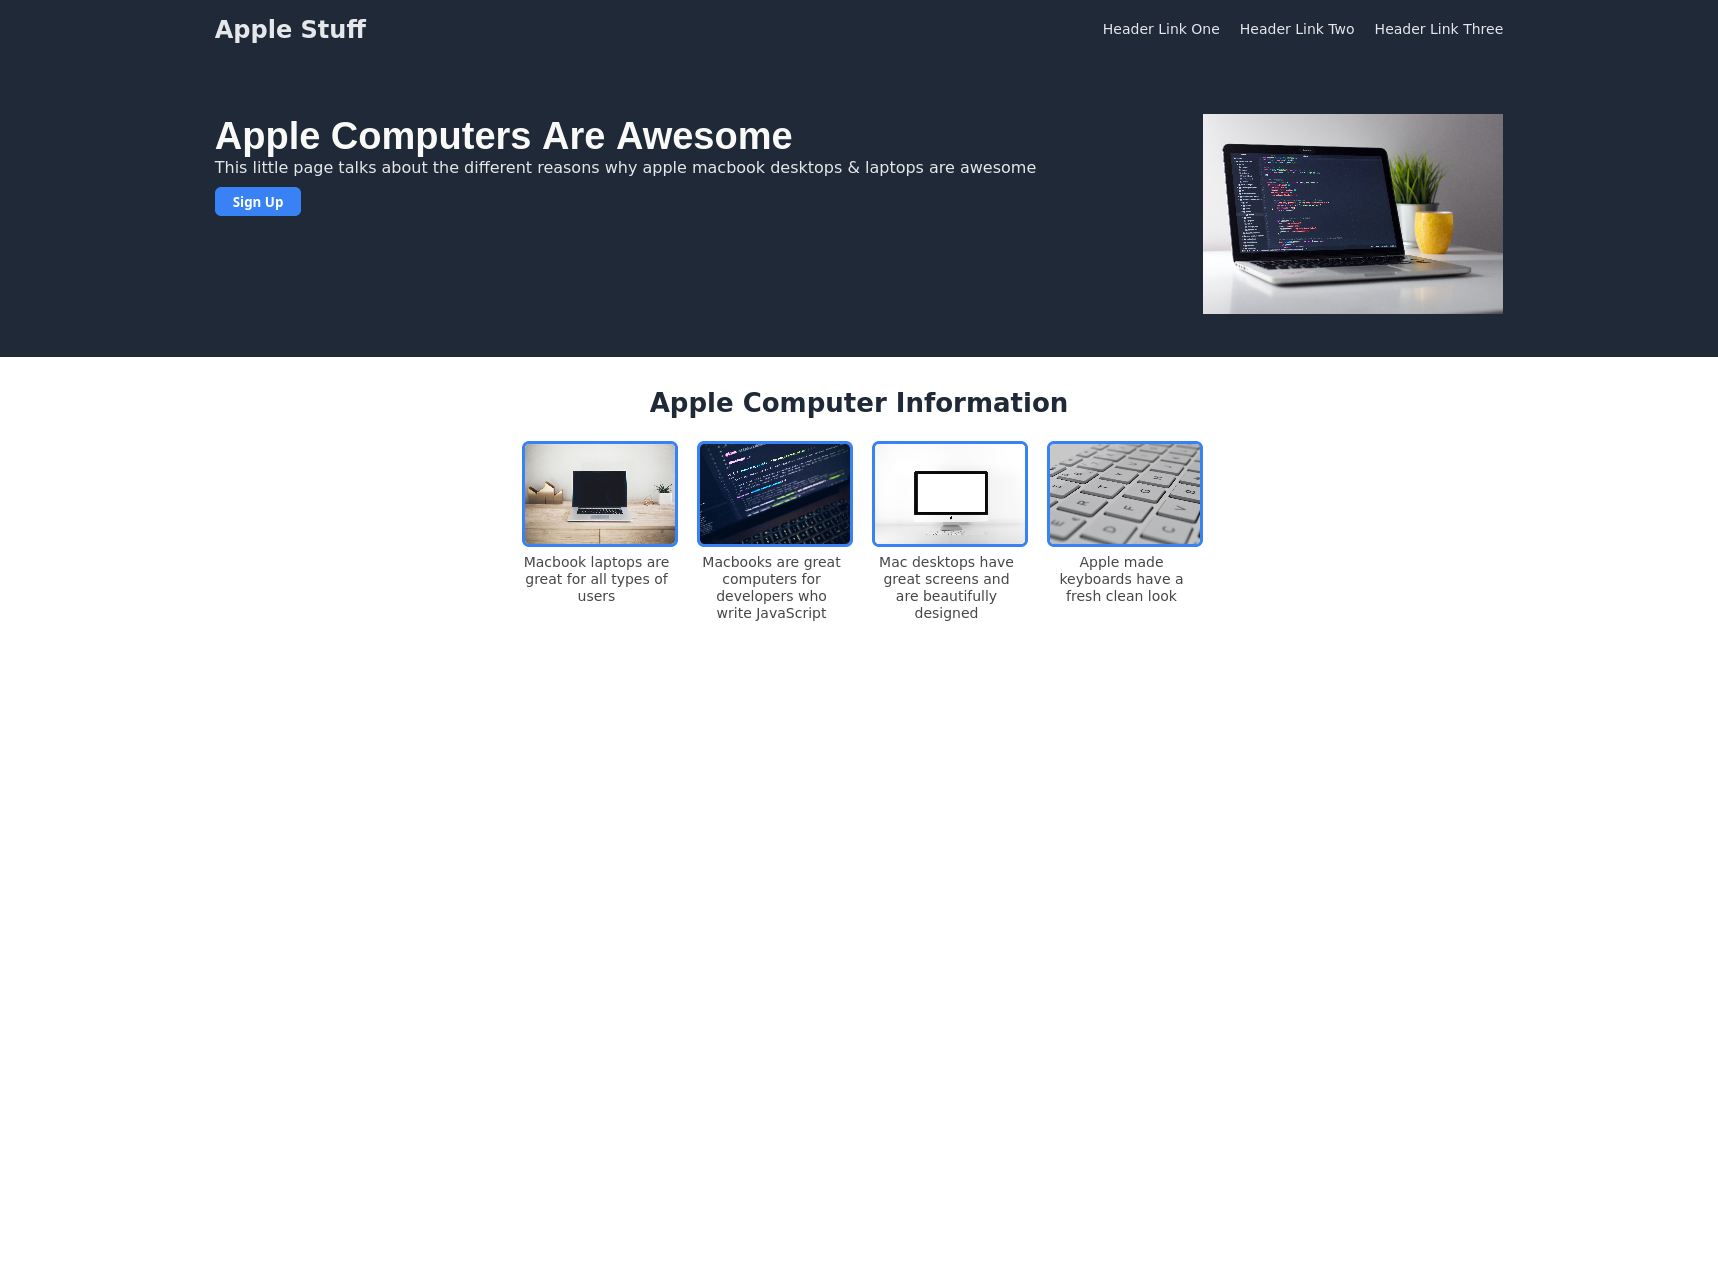 Apple Stuff
Header Link One Header Link Two Header Link Three
Apple Computers Are Awesome
This little page talks about the different reasons why apple macbook desktops & laptops are awesome
Sign Up
Apple Computer Information
Macbook laptops are
great for all types of
users
Macbooks are great
computers for
developers who
write JavaScript
Mac desktops have
great screens and
are beautifully
designed
Apple made
keyboards have a
fresh clean look